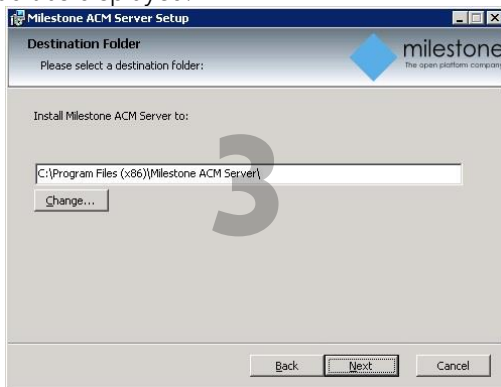 Milestone ACM Server Setup
Destination Folder
Please select a destination folder:
milestone
The open platform company
Install Milestone ACM Server to:
C:\Program Files (x86)\Milestone ACM Server\
Change...
3
Back
Next
Cancel